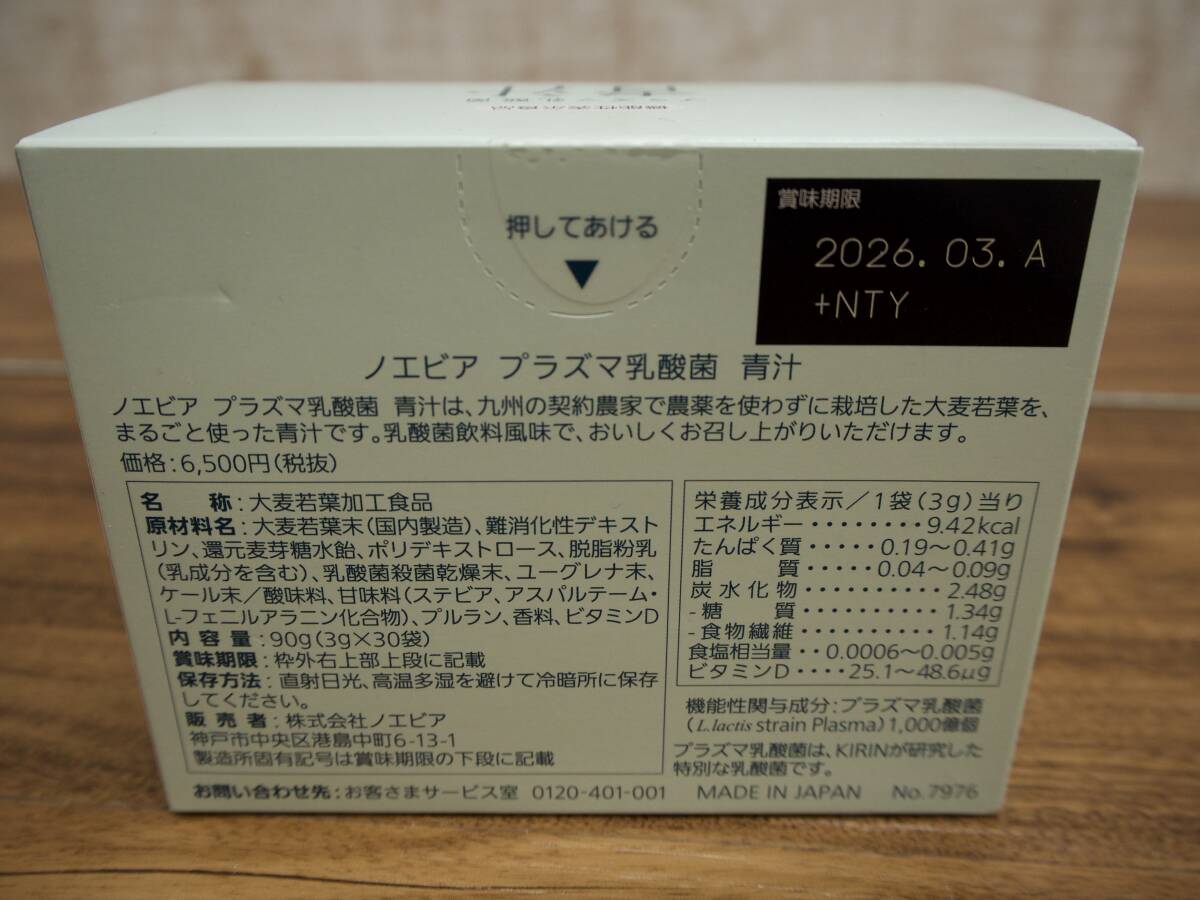 機能性表示食品
プラズマ乳酸菌
青汁
押してあける
賞味期限
2026. 03. A
+NTY
ノエビア プラズマ乳酸菌 青汁
ノエビア プラズマ乳酸菌 青汁は、九州の契約農家で農薬を使わずに栽培した大麦若葉を、
まるごと使った青汁です。乳酸菌飲料風味で、おいしくお召し上がりいただけます。
価格:6,500円(税抜)
名 称:大麦若葉加工食品
原材料名:大麦若葉末(国内製造)、難消化性デキスト
リン、還元麦芽糖水飴、ポリデキストロース、脱脂粉乳
(乳成分を含む)、乳酸菌殺菌乾燥末、ユーグレナ末、
ケール末/酸味料、甘味料(ステビア、アスパルテーム・
L-フェニルアラニン化合物)、プルラン、香料、ビタミンD
内 容 量:90g(3g×30袋)
賞味期限:枠外右上部上段に記載
保存方法:直射日光、高温多湿を避けて冷暗所に保存
してください。
販 売 者:株式会社ノエビア
神戸市中央区港島中町6-13-1
製造所固有記号は賞味期限の下段に記載
栄養成分表示/1袋(3g)当り
エネルギー・・・・・・・・9.42kcal
たんぱく質・・・・・0.19〜0.41g
脂 質・・・・・0.04〜0.09g
炭水化物・・・・・・・・・・2.48g
-糖 質・・・・・・・・・・1.34g
-食物繊維・・・・・・・・・・1.14g
食塩相当量・・0.0006〜0.005g
ビタミンD・・・・25.1〜48.6μg
機能性関与成分:プラズマ乳酸菌
(L.lactis strain Plasma)1,000億個
プラズマ乳酸菌は、KIRINが研究した
特別な乳酸菌です。
お問い合わせ先:お客さまサービス室 0120-401-001 MADE IN JAPAN No.7976